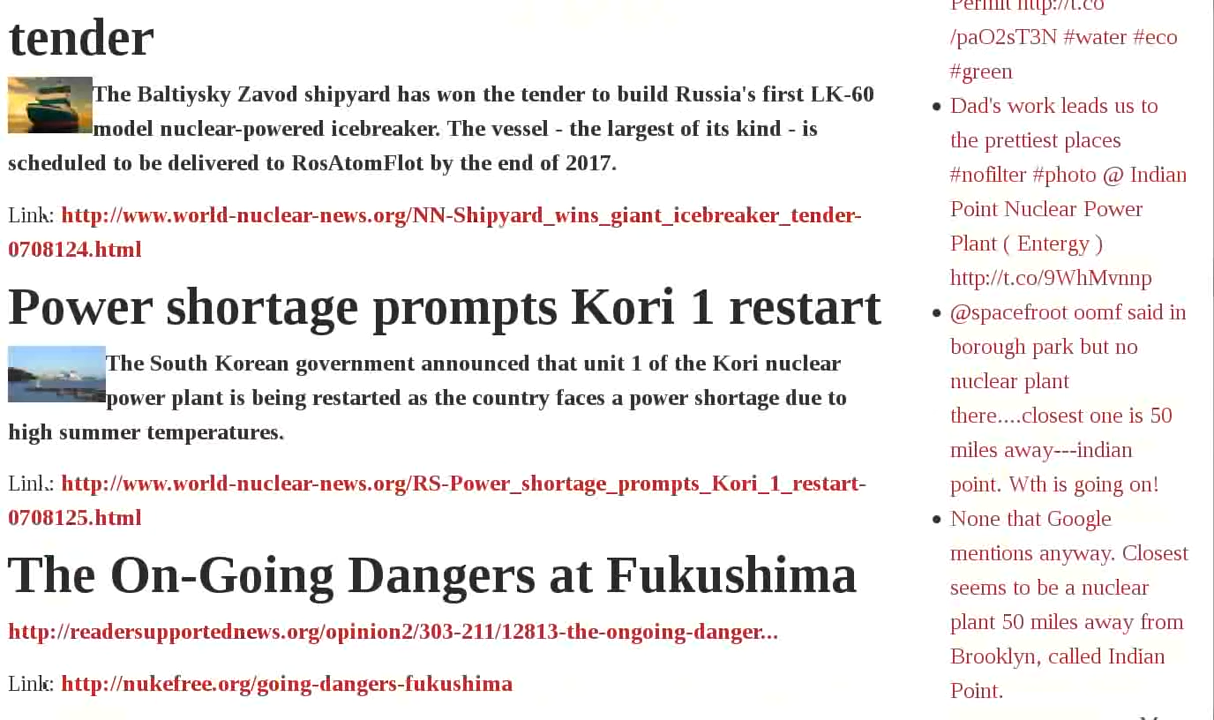 tender
The Baltiysky Zavod shipyard has won the tender to build Russia's first LK-60
model nuclear-powered icebreaker. The vessel - the largest of its kind - is
scheduled to be delivered to RosAtomFlot by the end of 2017.
Link: http://www.world-nuclear-news.org/NN-Shipyard_wins_giant_icebreaker_tender-
0708124.html
Power shortage prompts Kori 1 restart
The South Korean government announced that unit 1 of the Kori nuclear
power plant is being restarted as the country faces a power shortage due to
high summer temperatures.
Link: http://www.world-nuclear-news.org/RS-Power_shortage_prompts_Kori_1_restart-
0708125.html
The On-Going Dangers at Fukushima
http://readersupportednews.org/opinion2/303-211/12813-the-ongoing-danger...
Link: http://nukefree.org/going-dangers-fukushima
Permit http://t.co
/paO2sT3N #water #eco
#green
Dad's work leads us to
the prettiest places
#nofilter #photo @ Indian
Point Nuclear Power
Plant ( Entergy )
http://t.co/9WhMvnnp
@spacefroot oomf said in
borough park but no
nuclear plant
there....closest one is 50
miles away---indian
point. Wth is going on!
None that Google
mentions anyway. Closest
seems to be a nuclear
plant 50 miles away from
Brooklyn, called Indian
Point.